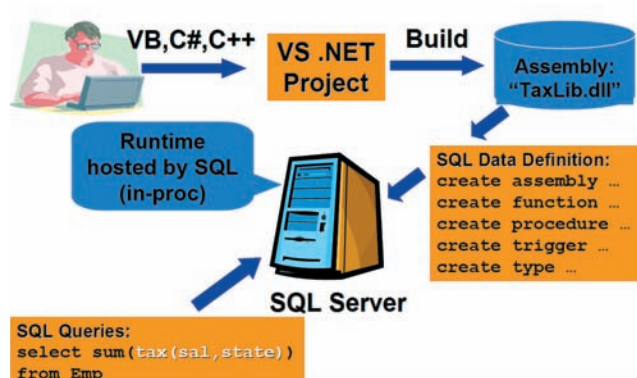 VB,C#,C++
VS .NET
Project
Build
Assembly:
“TaxLib.dll”
Runtime
hosted by SQL
(in-proc)
SQL Data Definition:
create assembly …
create function …
create procedure …
create trigger …
create type …
SQL Server
SQL Queries:
select sum(tax(sal,state))
from Emp